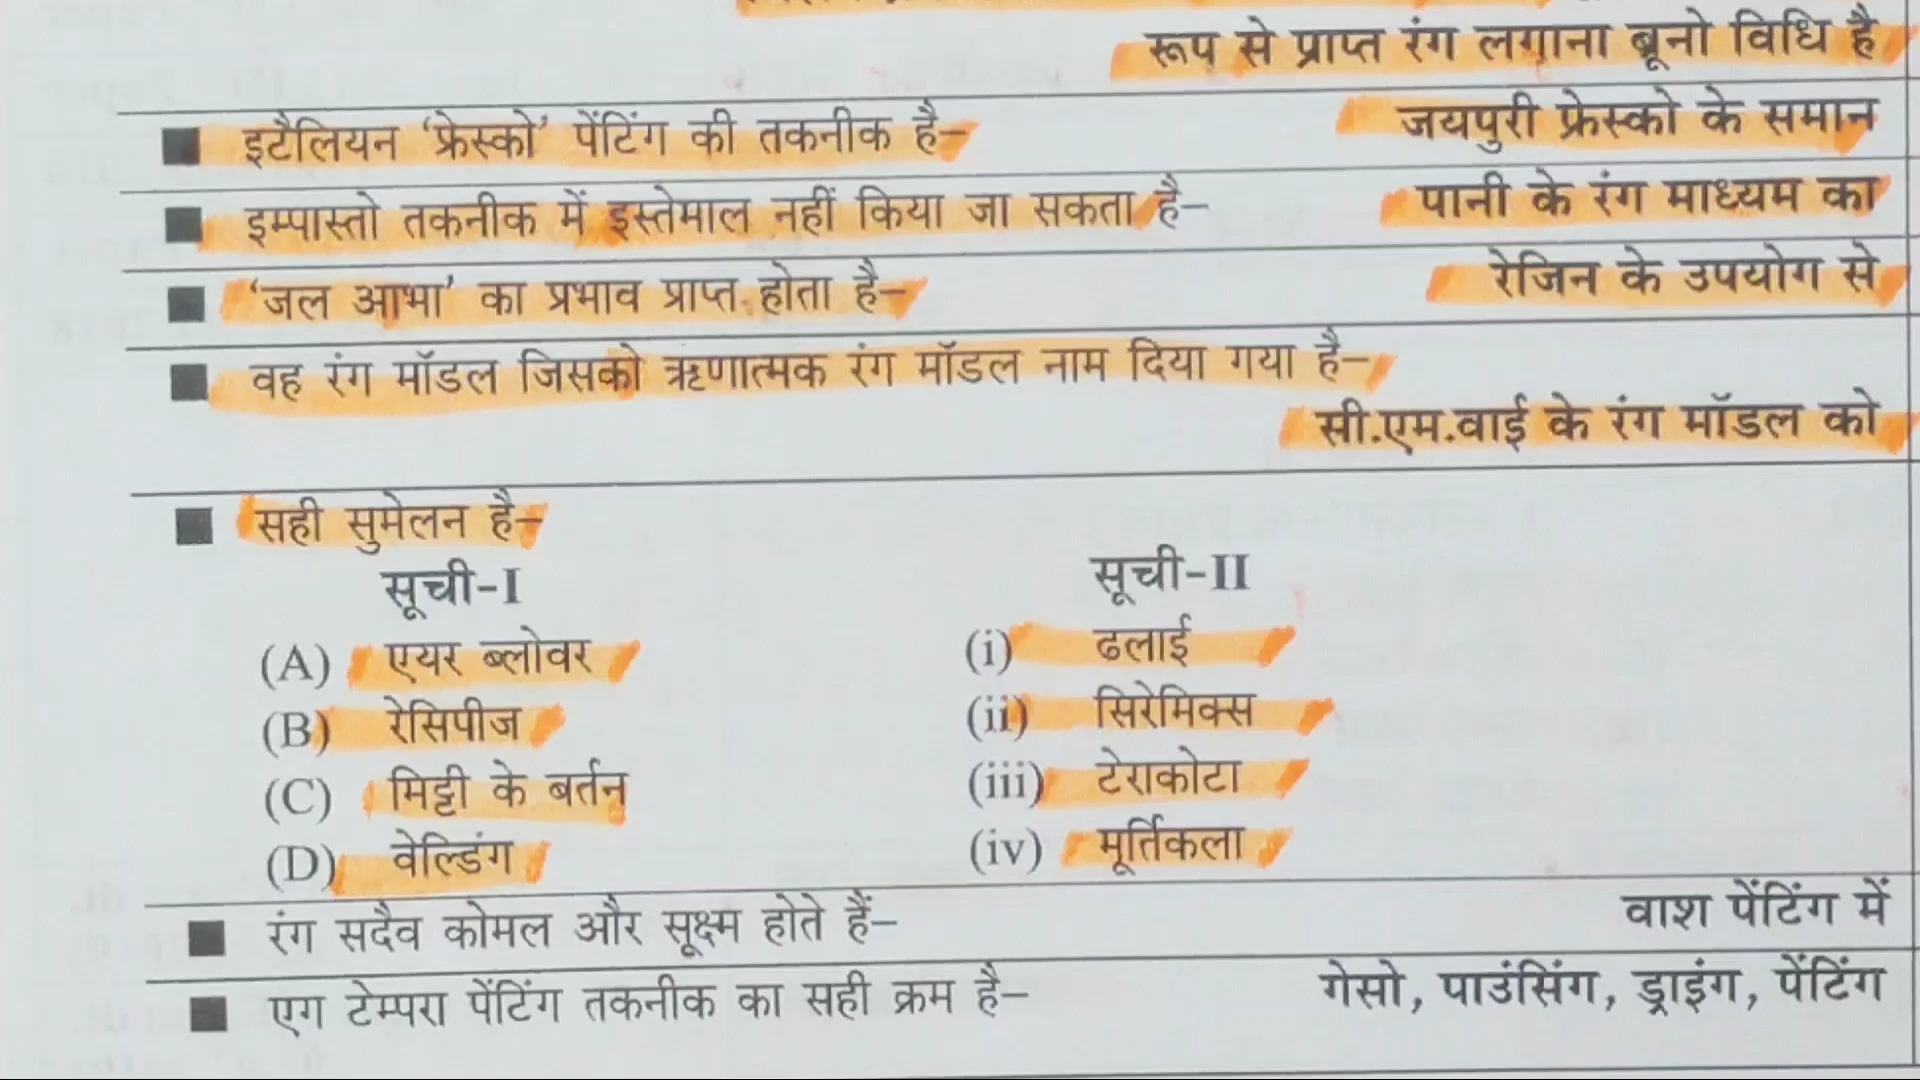 रूप से प्राप्त रंग लगाना बूनो विधि है
■ इटैलियन ‘फ्रेस्को’ पेंटिंग की तकनीक है– जयपुरी फ्रेस्को के समान
■ इम्पास्तो तकनीक में इस्तेमाल नहीं किया जा सकता है– पानी के रंग माध्यम का
■ ‘जल आभा’ का प्रभाव प्राप्त होता है– रेजिन के उपयोग से
■ वह रंग मॉडल जिसको ऋणात्मक रंग मॉडल नाम दिया गया है–
सी.एम.वाई के रंग मॉडल को
■ सही सुमेलन है–
सूची-I सूची-II
(A) एयर ब्लोवर (i) ढलाई
(B) रेसिपीज (ii) सिरेमिक्स
(C) मिट्टी के बर्तन (iii) टेराकोटा
(D) वेल्डिंग (iv) मूर्तिकला
■ रंग सदैव कोमल और सूक्ष्म होते हैं– वाश पेंटिंग में
■ एग टेम्परा पेंटिंग तकनीक का सही क्रम है– गेसो, पाउंसिंग, ड्राइंग, पेंटिंग